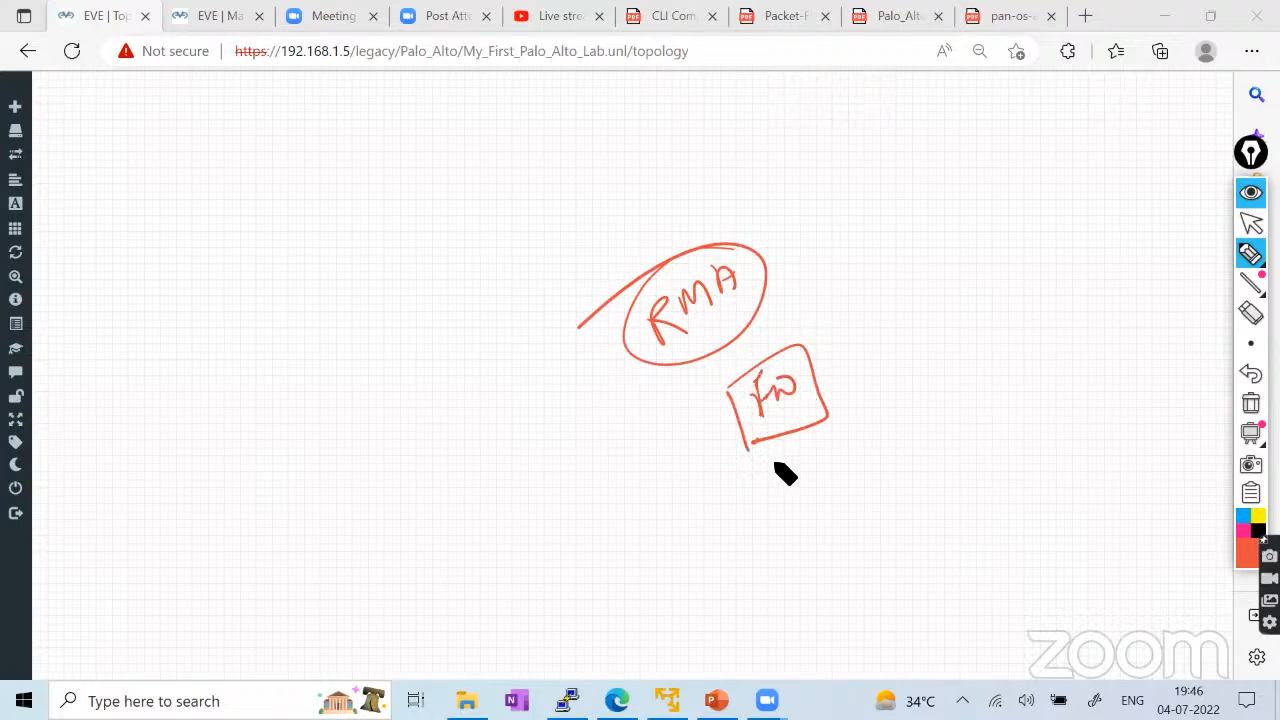 EVE | Top
EVE | Ma
Meeting
Post Atte
Live stre
CLI Com
Packet-F
Palo_Alto
pan-os-
Not secure
https://192.168.1.5/legacy/Palo_Alto/My_First_Palo_Alto_Lab.unl/topology
RMA
FW
zoom
Type here to search
34°C
ENG
19:46
04-07-2022